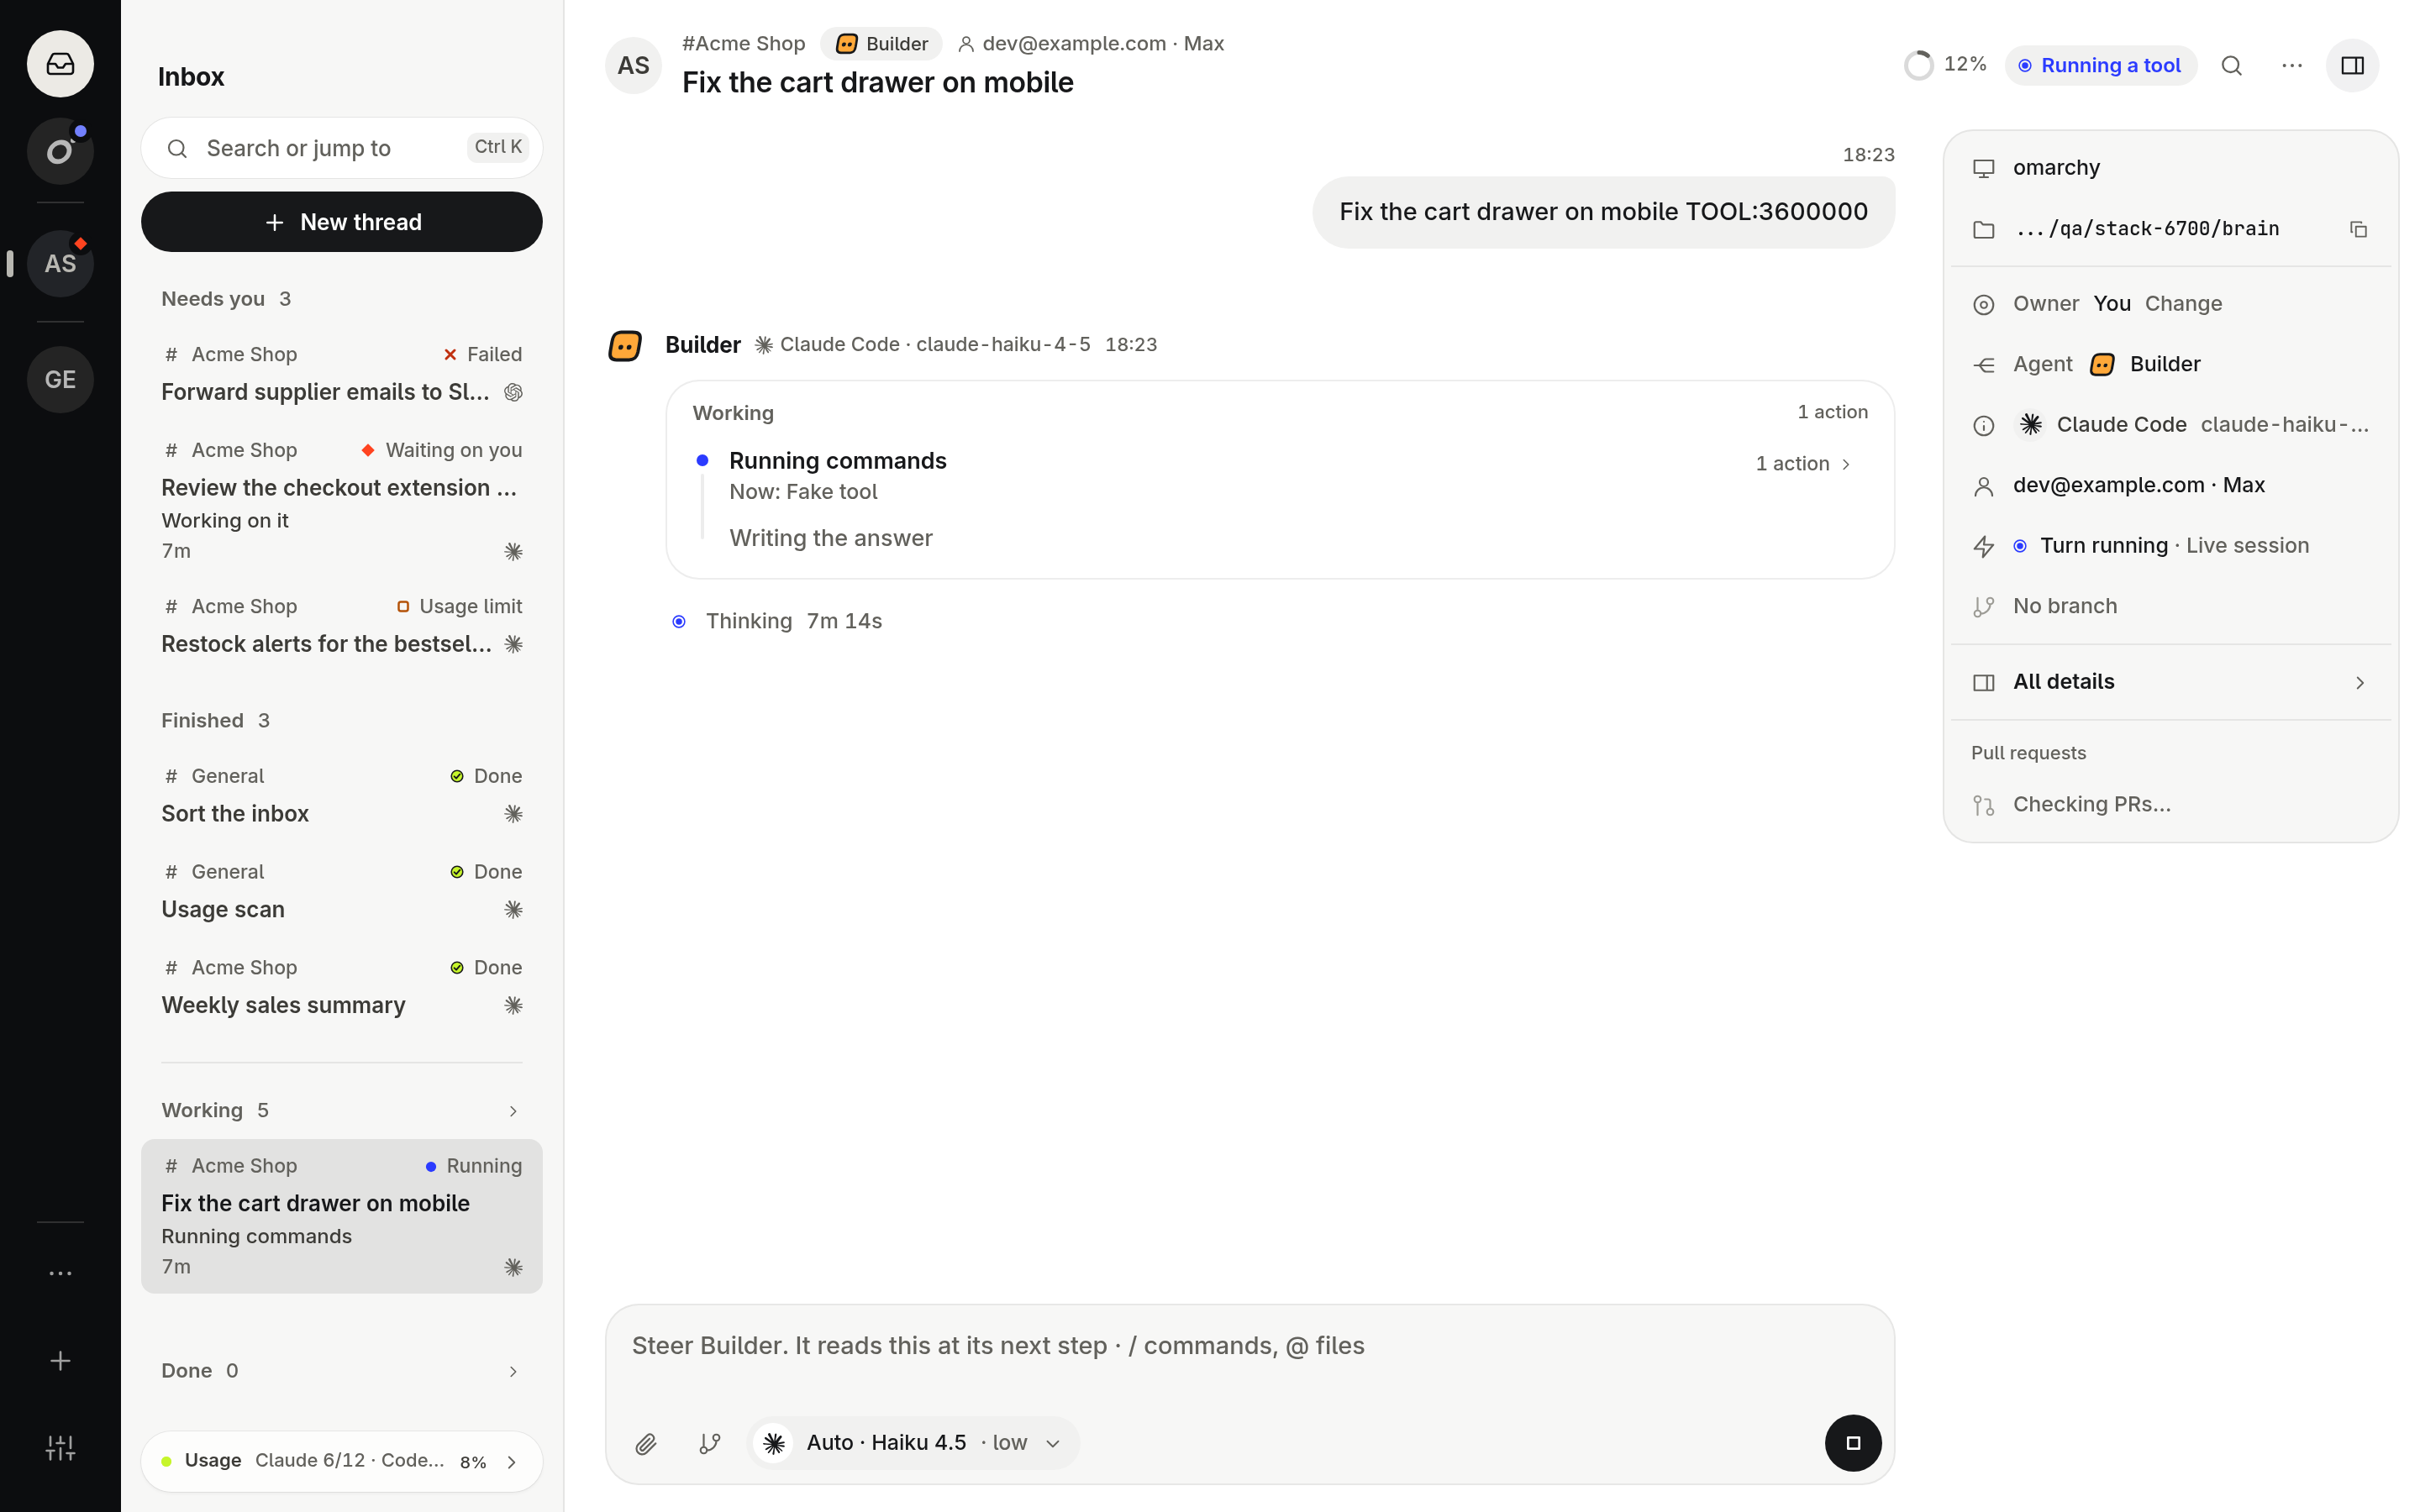 Inbox
Search or jump to Ctrl K
New thread
AS
GE
Needs you 3
# Acme Shop Failed
Forward supplier emails to Sl...
# Acme Shop Waiting on you
Review the checkout extension ...
Working on it
7m
# Acme Shop Usage limit
Restock alerts for the bestsel...
Finished 3
# General Done
Sort the inbox
# General Done
Usage scan
# Acme Shop Done
Weekly sales summary
Working 5
# Acme Shop Running
Fix the cart drawer on mobile
Running commands
7m
Done 0
Usage Claude 6/12 · Code... 8%
AS
#Acme Shop Builder dev@example.com · Max
Fix the cart drawer on mobile
12% Running a tool
18:23
Fix the cart drawer on mobile TOOL:3600000
Builder Claude Code · claude-haiku-4-5 18:23
Working 1 action
Running commands 1 action
Now: Fake tool
Writing the answer
Thinking 7m 14s
Steer Builder. It reads this at its next step · / commands, @ files
Auto · Haiku 4.5 · low
omarchy
.../qa/stack-6700/brain
Owner You Change
Agent Builder
Claude Code claude-haiku-...
dev@example.com · Max
Turn running · Live session
No branch
All details
Pull requests
Checking PRs...